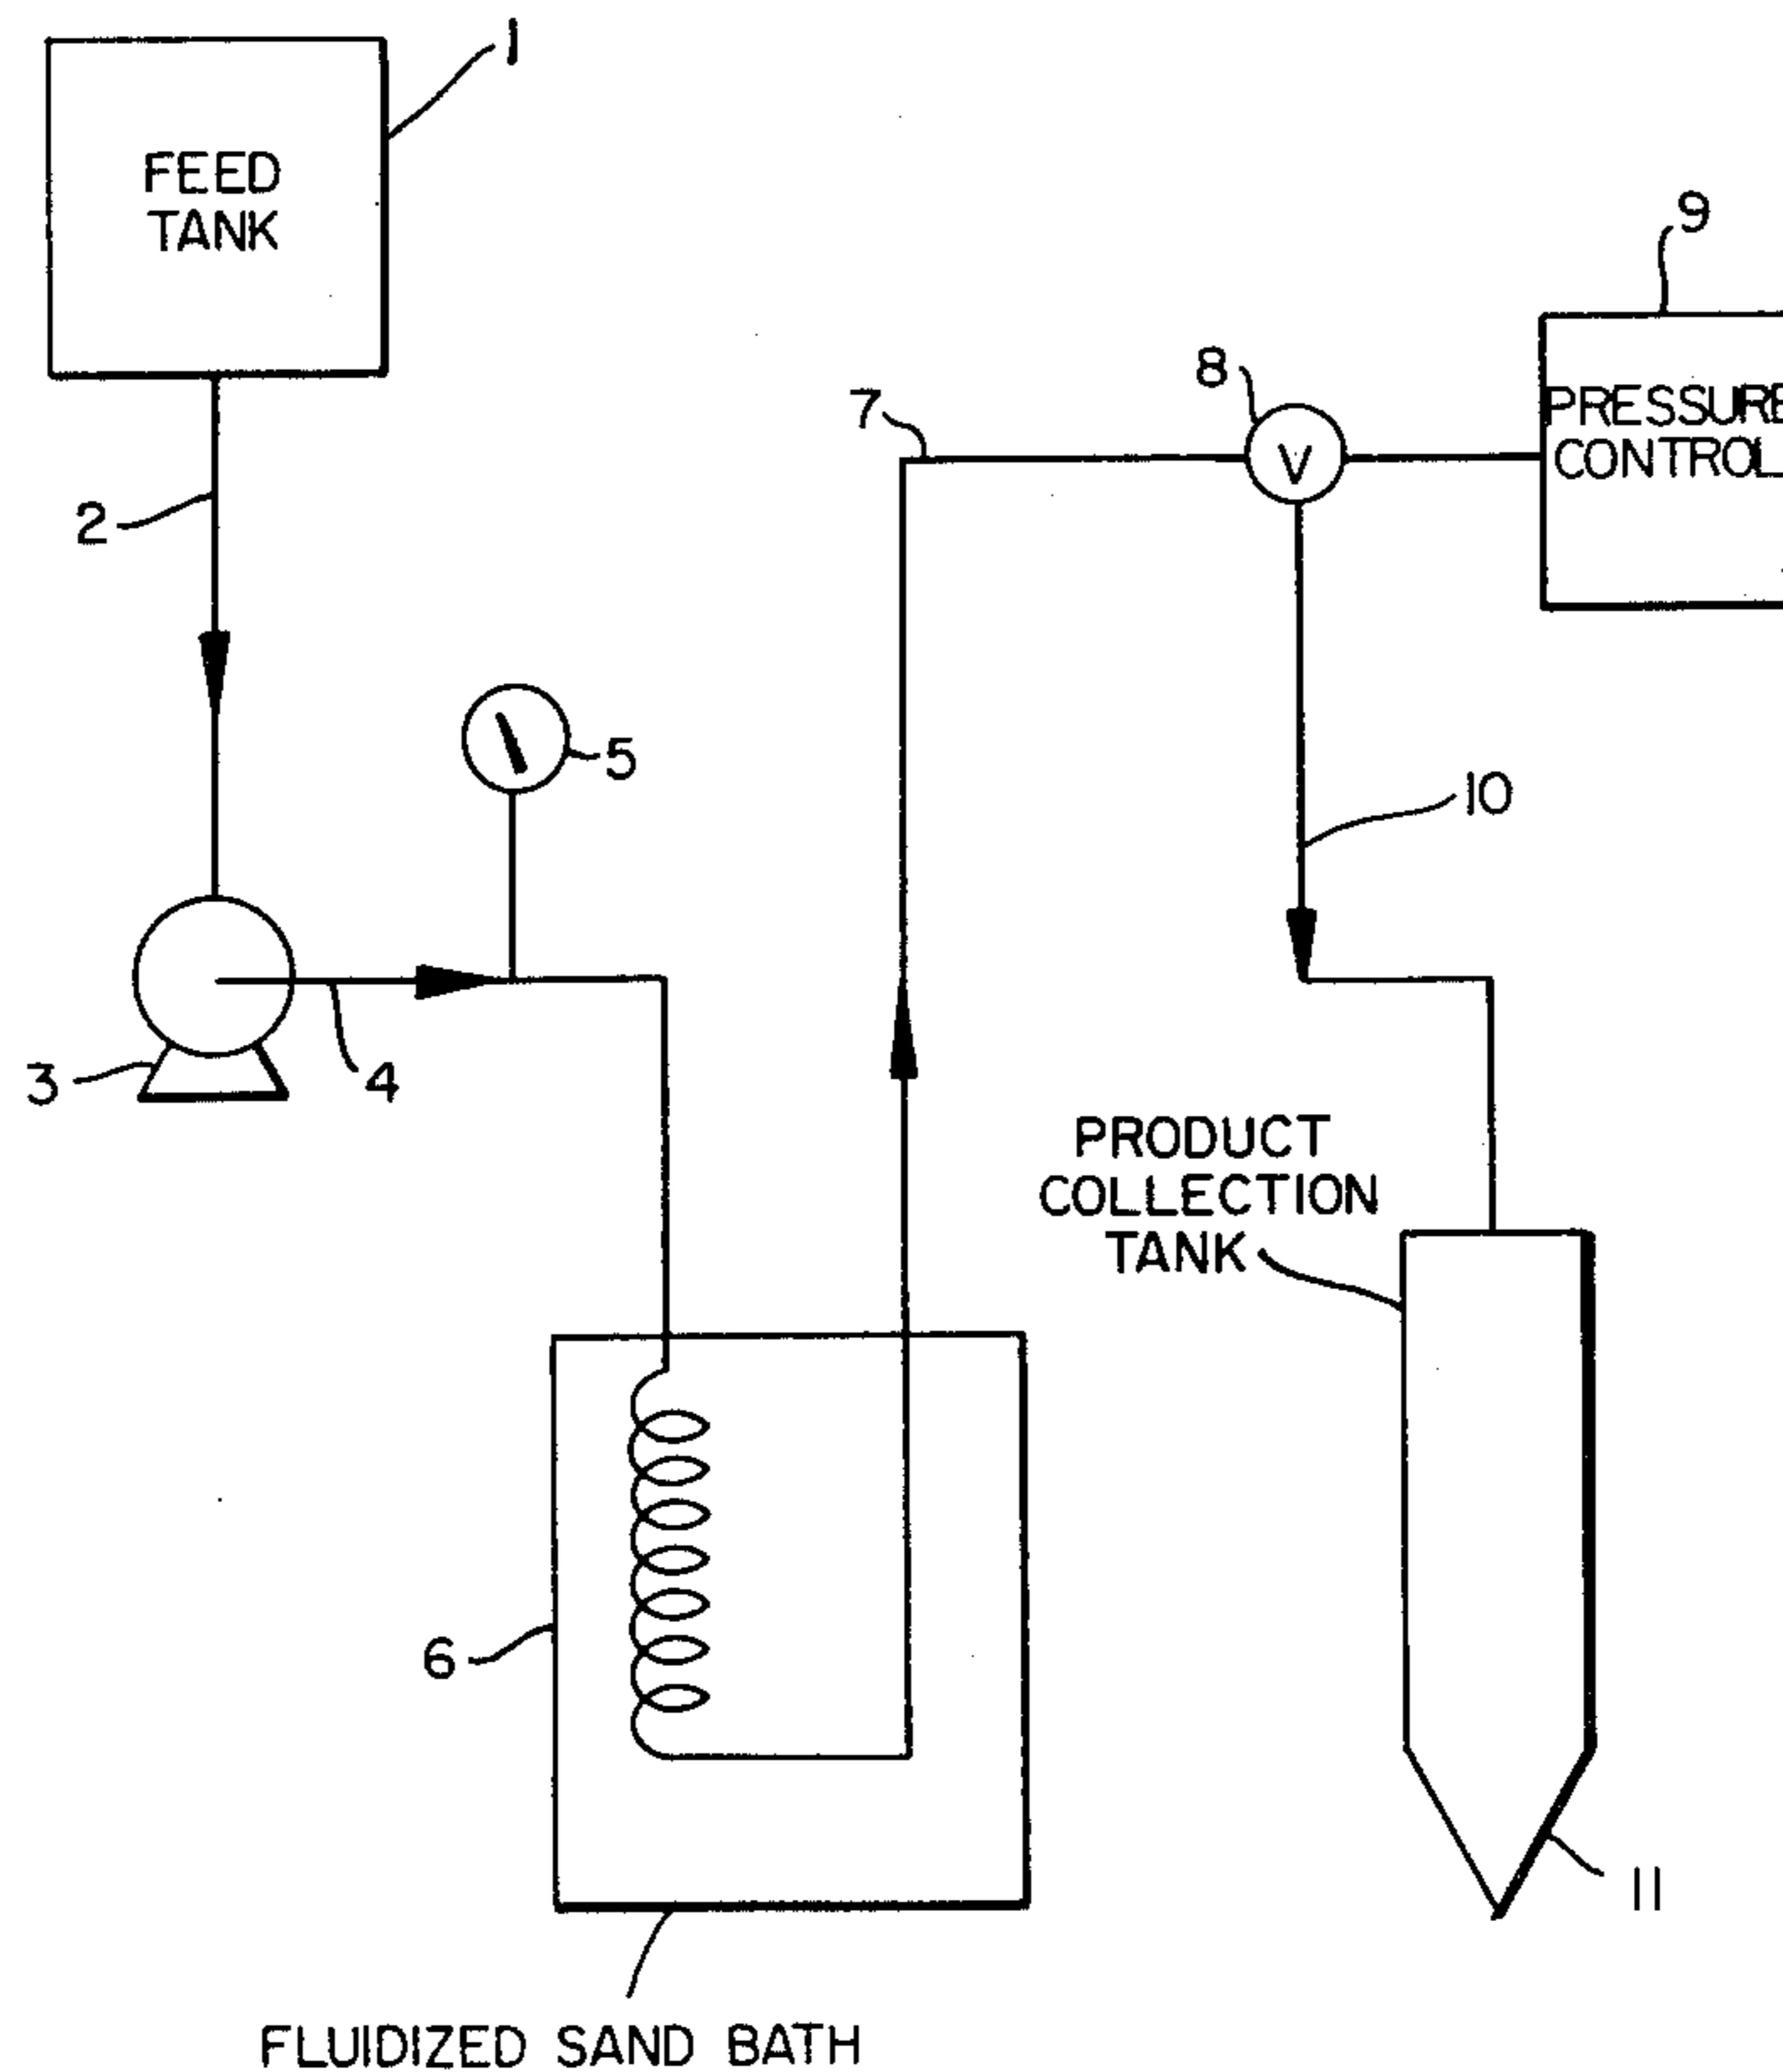 1
FEED
TANK
9
8
7
V
PRESSURE
CONTROL
2
5
10
3
4
PRODUCT
COLLECTION
TANK
6
11
FLUIDIZED SAND BATH